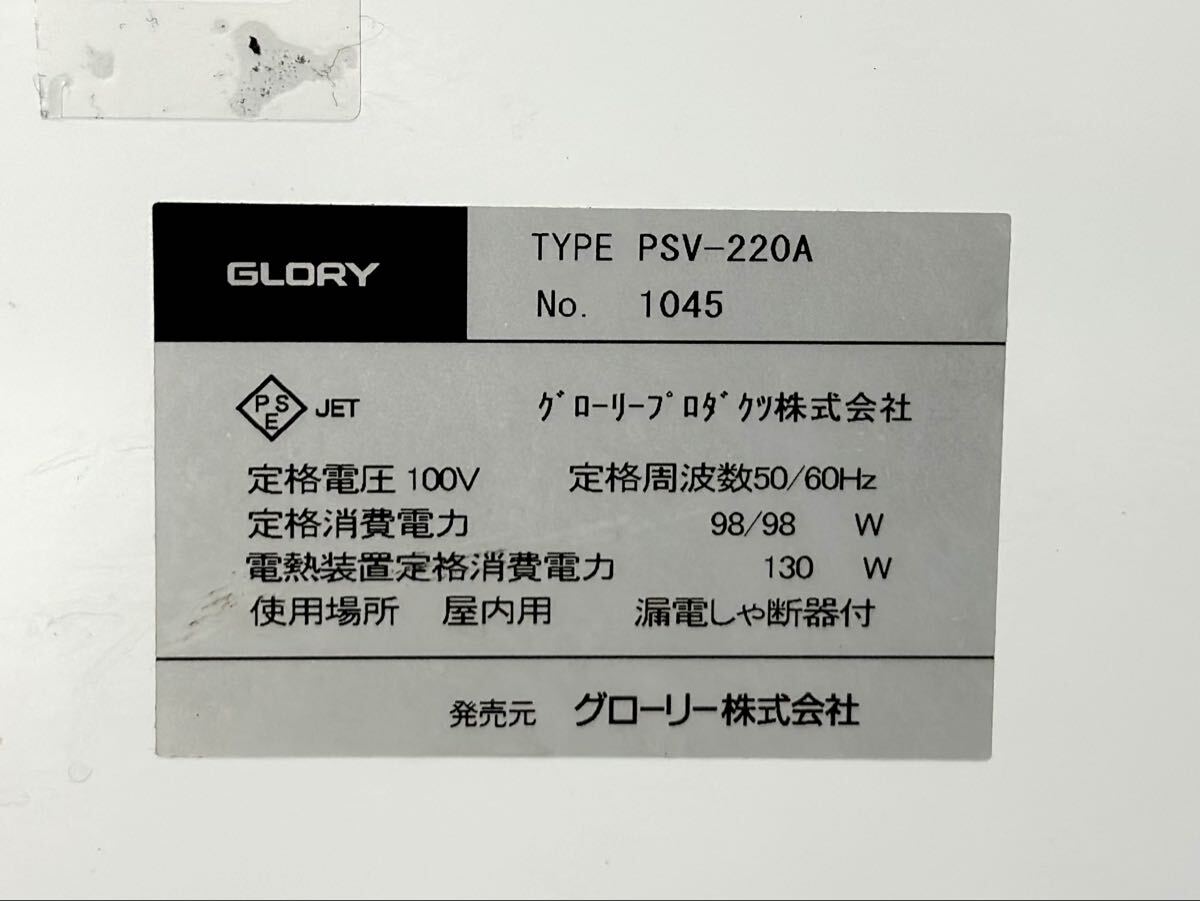 GLORY
TYPE PSV-220A
No. 1045
PSE JET
グローリープロダクツ株式会社
定格電圧 100V 定格周波数50/60Hz
定格消費電力 98/98 W
電熱装置定格消費電力 130 W
使用場所 屋内用 漏電しゃ断器付
発売元 グローリー株式会社